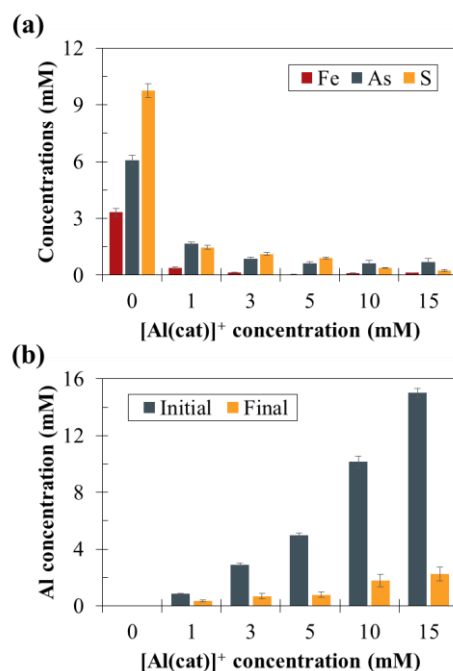 (a)
Concentrations (mM)
12
9
6
3
0
Fe As S
0 1 3 5 10 15
[Al(cat)]⁺ concentration (mM)
(b)
Al concentration (mM)
16
12
8
4
0
Initial Final
0 1 3 5 10 15
[Al(cat)]⁺ concentration (mM)